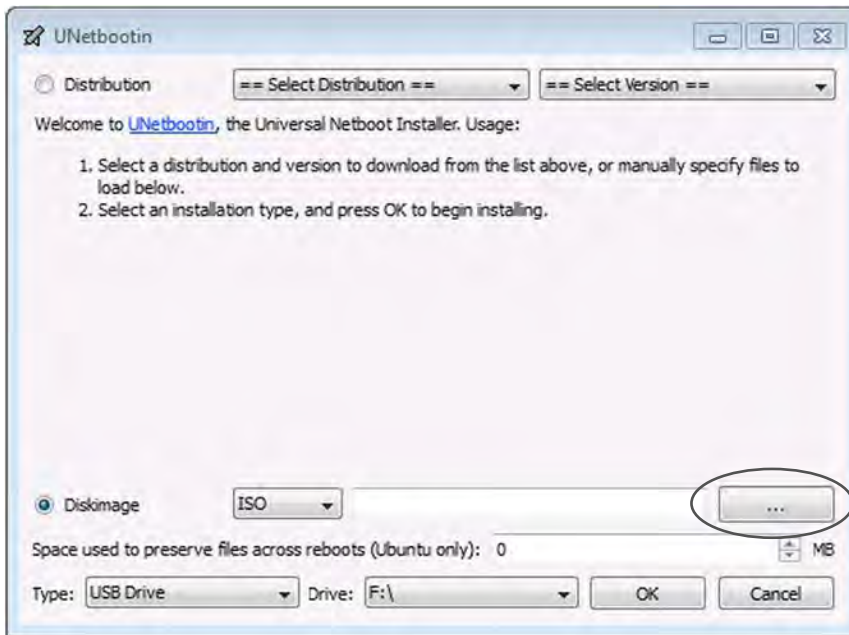 UNetbootin
Distribution == Select Distribution == == Select Version ==
Welcome to UNetbootin, the Universal Netboot Installer. Usage:
1. Select a distribution and version to download from the list above, or manually specify files to
load below.
2. Select an installation type, and press OK to begin installing.
Diskimage ISO ...
Space used to preserve files across reboots (Ubuntu only): 0 MB
Type: USB Drive Drive: F:\ OK Cancel